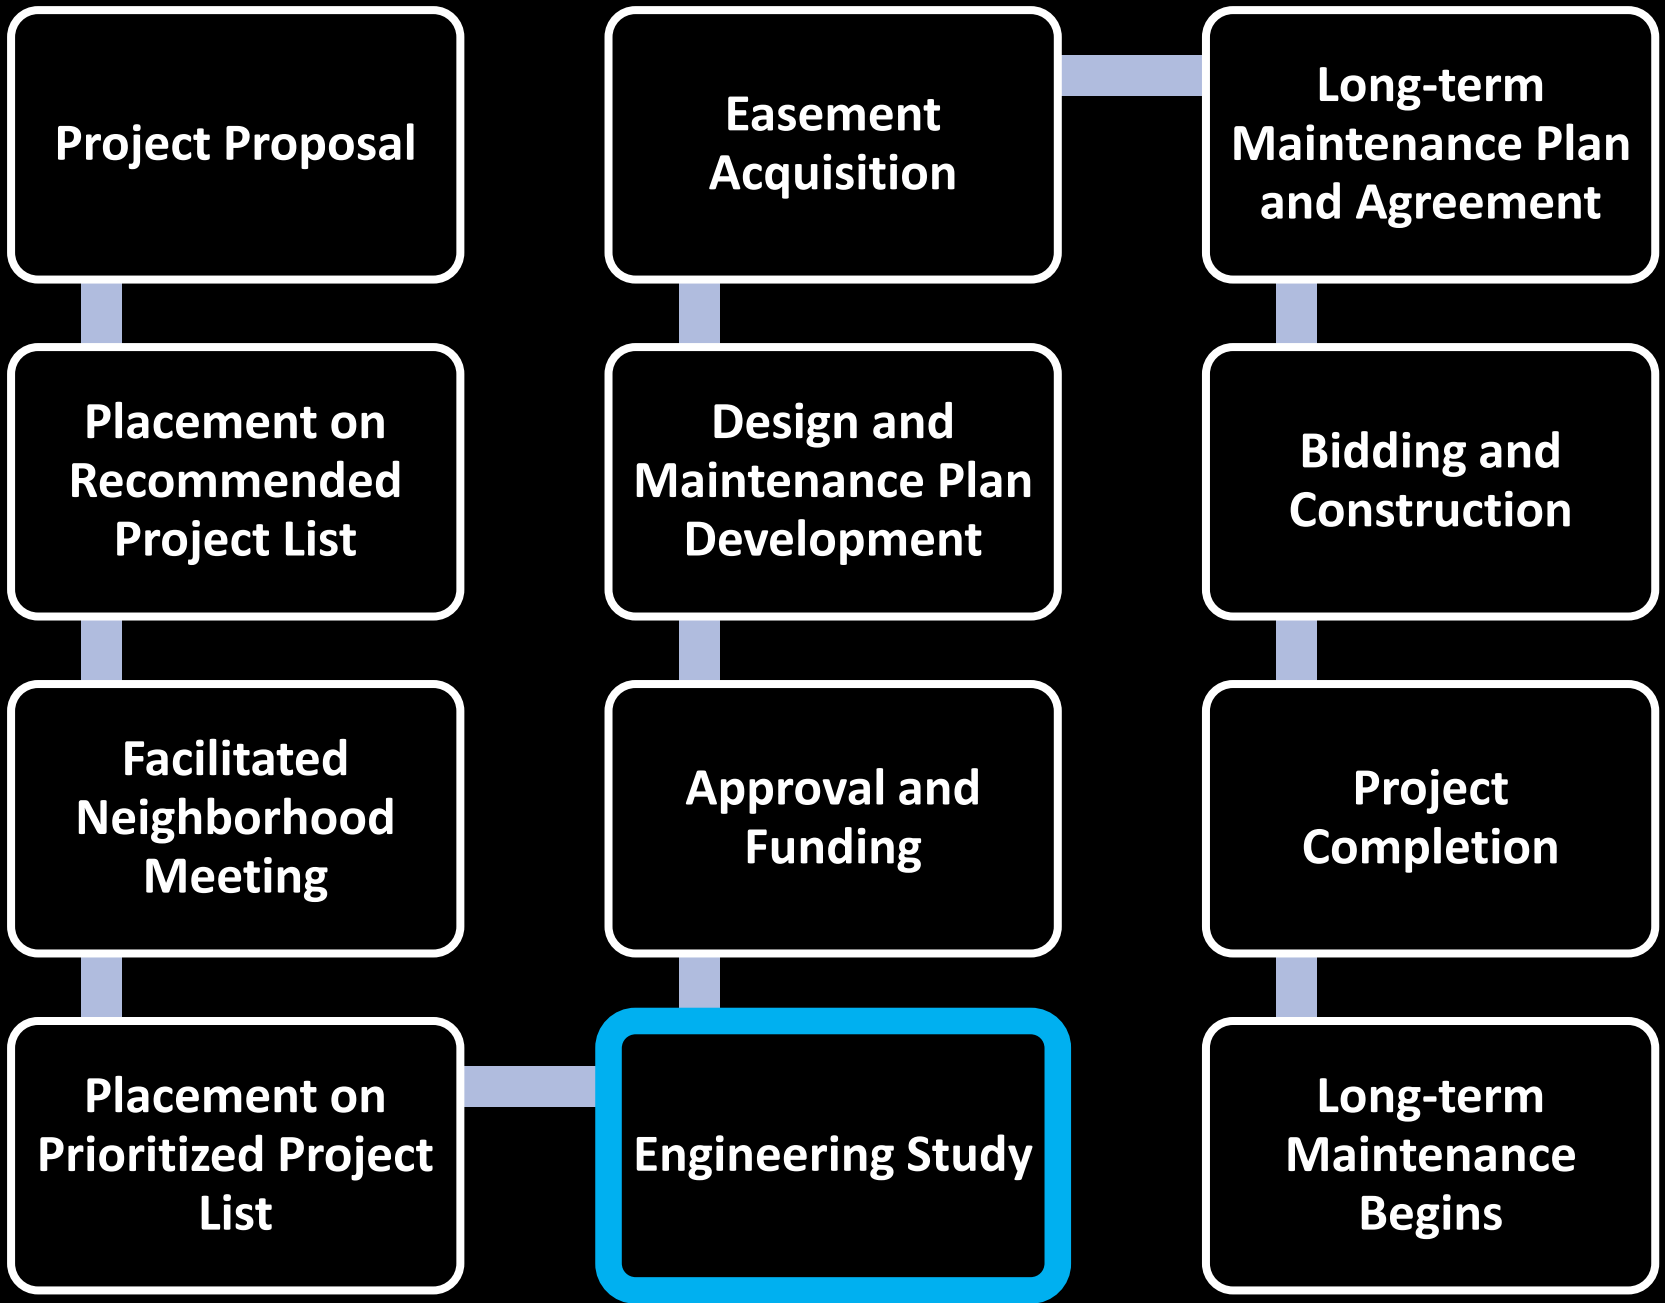 Project Proposal
Placement on
Recommended
Project List
Facilitated
Neighborhood
Meeting
Placement on
Prioritized Project
List
Engineering Study
Approval and
Funding
Design and
Maintenance Plan
Development
Easement
Acquisition
Long-term
Maintenance Plan
and Agreement
Bidding and
Construction
Project
Completion
Long-term
Maintenance
Begins